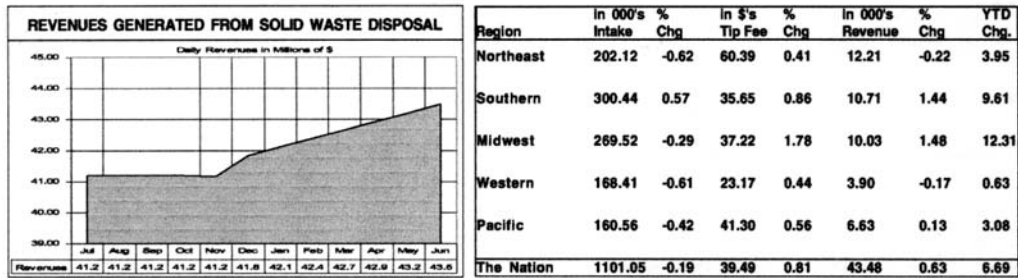 REVENUES GENERATED FROM SOLID WASTE DISPOSAL
Daily Revenues in Millions of $
45.00
44.00
43.00
42.00
41.00
40.00
39.00
Jul Aug Sep Oct Nov Dec Jan Feb Mar Apr May Jun
Revenues 41.2 41.2 41.2 41.2 41.2 41.8 42.1 42.4 42.7 42.9 43.2 43.5
In 000's % In $'s % In 000's % YTD
Region Intake Chg Tip Fee Chg Revenue Chg Chg.
Northeast 202.12 -0.62 60.39 0.41 12.21 -0.22 3.95
Southern 300.44 0.57 35.65 0.86 10.71 1.44 9.61
Midwest 269.52 -0.29 37.22 1.78 10.03 1.48 12.31
Western 168.41 -0.61 23.17 0.44 3.90 -0.17 0.63
Pacific 160.56 -0.42 41.30 0.56 6.63 0.13 3.08
The Nation 1101.05 -0.19 39.49 0.81 43.48 0.63 6.69